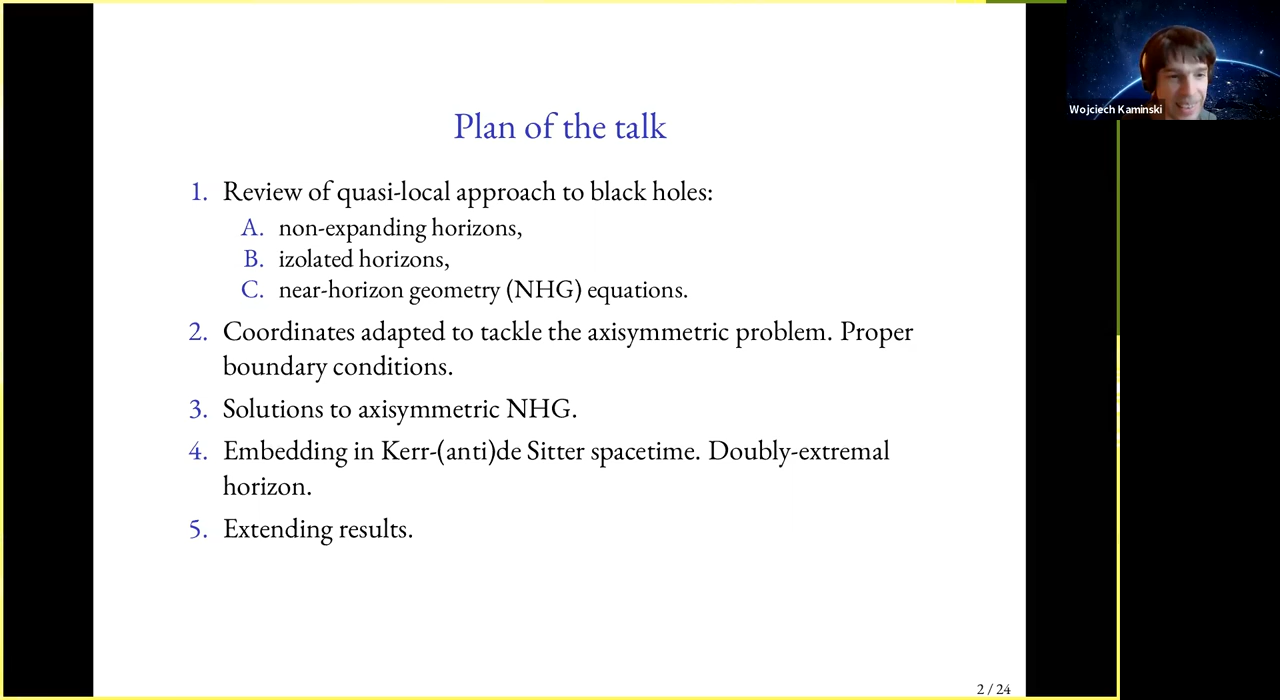 Plan of the talk
1. Review of quasi-local approach to black holes:
A. non-expanding horizons,
B. izolated horizons,
C. near-horizon geometry (NHG) equations.
2. Coordinates adapted to tackle the axisymmetric problem. Proper
boundary conditions.
3. Solutions to axisymmetric NHG.
4. Embedding in Kerr-(anti)de Sitter spacetime. Doubly-extremal
horizon.
5. Extending results.
2 / 24
Wojciech Kaminski